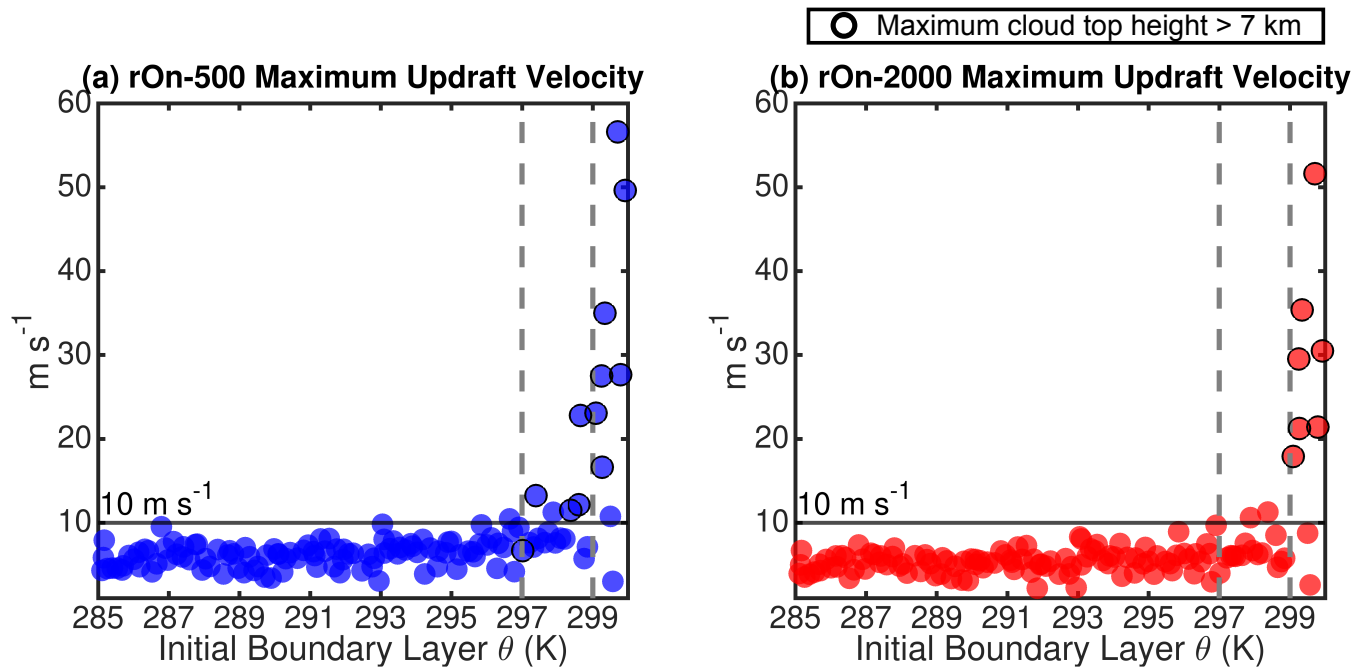 Maximum cloud top height > 7 km
(a) rOn-500 Maximum Updraft Velocity
60
50
40
30
20
10
m s⁻¹
10 m s⁻¹
285 287 289 291 293 295 297 299
Initial Boundary Layer θ (K)
(b) rOn-2000 Maximum Updraft Velocity
60
50
40
30
20
10
m s⁻¹
10 m s⁻¹
285 287 289 291 293 295 297 299
Initial Boundary Layer θ (K)